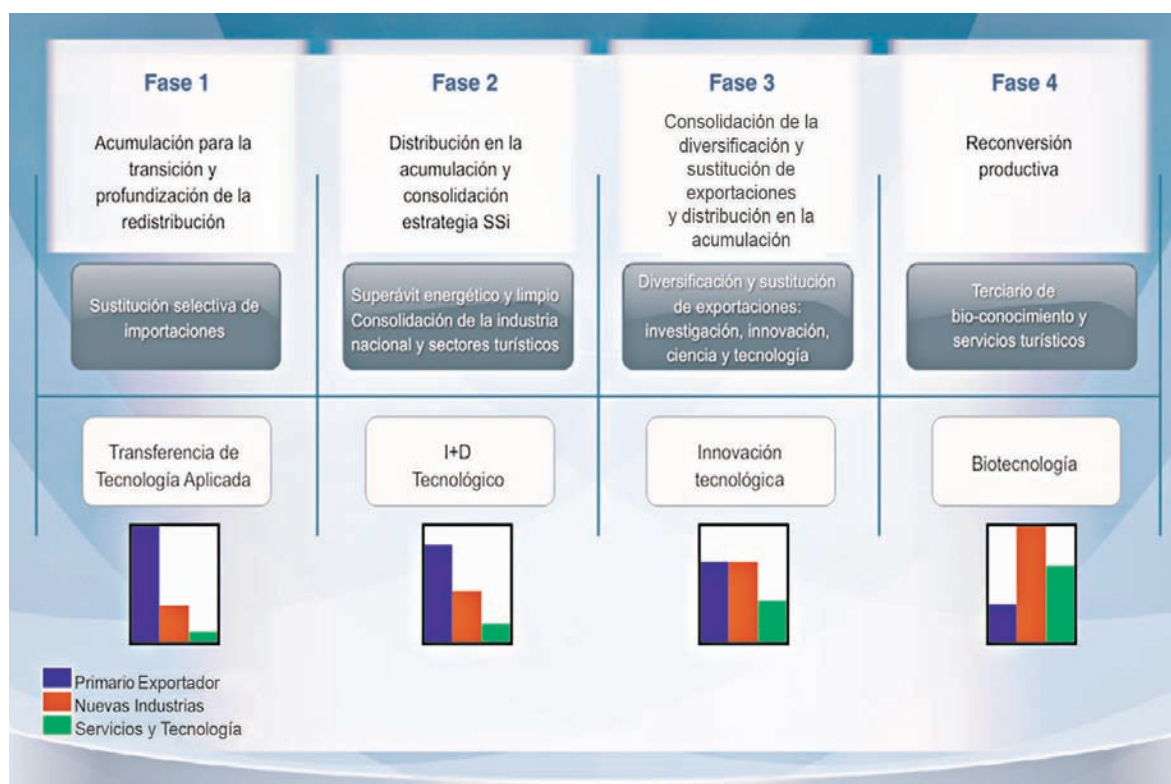 Fase 1
Acumulación para la
transición y
profundización de la
redistribución
Sustitución selectiva de
importaciones
Transferencia de
Tecnología Aplicada
Fase 2
Distribución en la
acumulación y
consolidación
estrategia SSi
Superávit energético y limpio
Consolidación de la industria
nacional y sectores turísticos
I+D
Tecnológico
Fase 3
Consolidación de la
diversificación y
sustitución de
exportaciones
y distribución en la
acumulación
Diversificación y sustitución
de exportaciones:
investigación, innovación,
ciencia y tecnología
Innovación
tecnológica
Fase 4
Reconversión
productiva
Terciario de
bio-conocimiento y
servicios turísticos
Biotecnología
Primario Exportador
Nuevas Industrias
Servicios y Tecnología